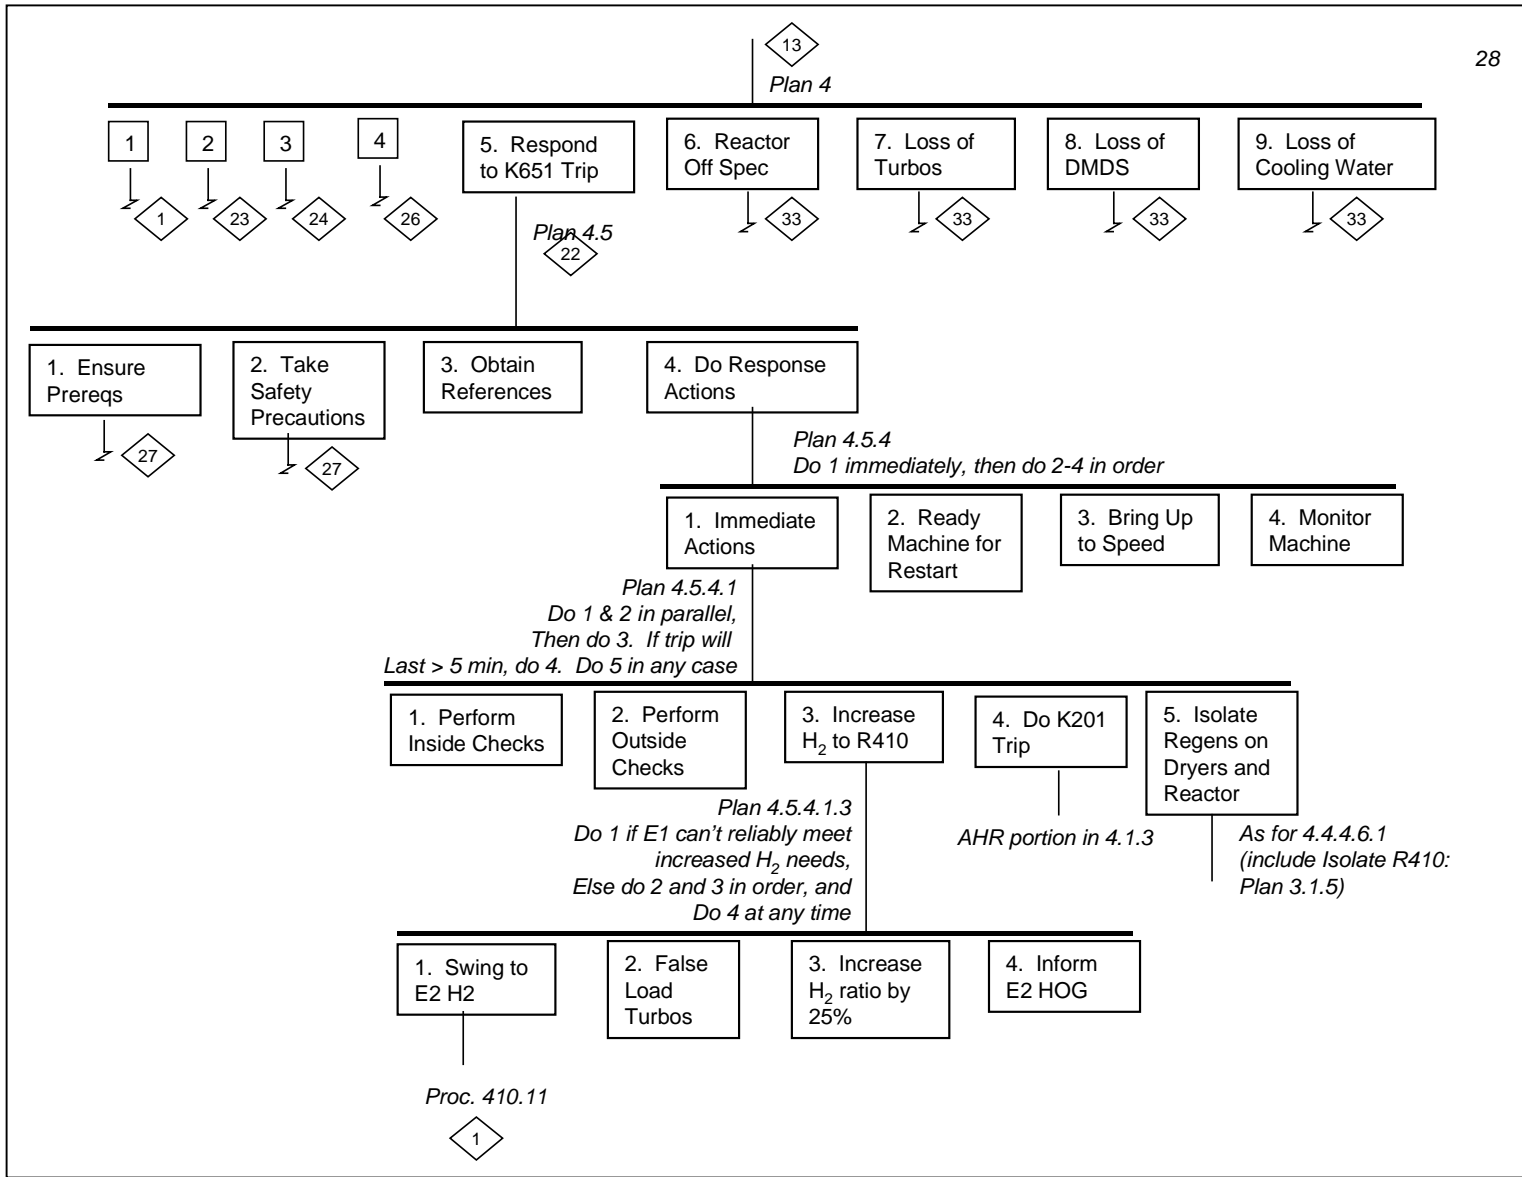 13
28
Plan 4
1
2
3
4
5. Respond
to K651 Trip
6. Reactor
Off Spec
7. Loss of
Turbos
8. Loss of
DMDS
9. Loss of
Cooling Water
1
23
24
26
33
33
33
33
Plan 4.5
22
1. Ensure
Prereqs
2. Take
Safety
Precautions
3. Obtain
References
4. Do Response
Actions
27
27
Plan 4.5.4
Do 1 immediately, then do 2-4 in order
1. Immediate
Actions
2. Ready
Machine for
Restart
3. Bring Up
to Speed
4. Monitor
Machine
Plan 4.5.4.1
Do 1 & 2 in parallel,
Then do 3. If trip will
Last > 5 min, do 4. Do 5 in any case
1. Perform
Inside Checks
2. Perform
Outside
Checks
3. Increase
H2 to R410
4. Do K201
Trip
5. Isolate
Regens on
Dryers and
Reactor
Plan 4.5.4.1.3
Do 1 if E1 can't reliably meet
increased H2 needs,
Else do 2 and 3 in order, and
Do 4 at any time
AHR portion in 4.1.3
As for 4.4.4.6.1
(include Isolate R410:
Plan 3.1.5)
1. Swing to
E2 H2
2. False
Load
Turbos
3. Increase
H2 ratio by
25%
4. Inform
E2 HOG
Proc. 410.11
1